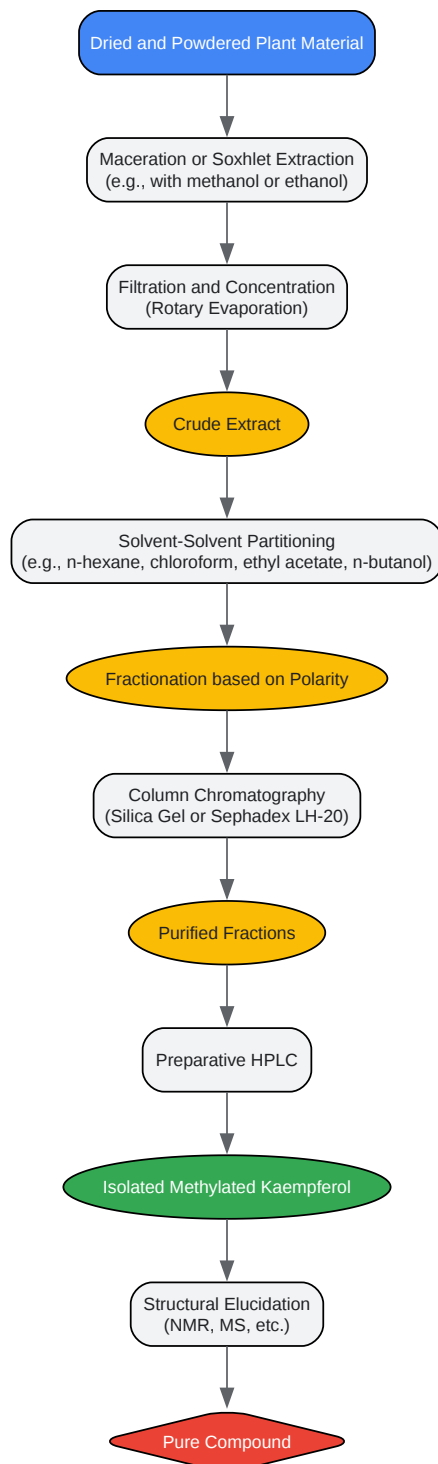 Dried and Powdered Plant Material
Maceration or Soxhlet Extraction
(e.g., with methanol or ethanol)
Filtration and Concentration
(Rotary Evaporation)
Crude Extract
Solvent-Solvent Partitioning
(e.g., n-hexane, chloroform, ethyl acetate, n-butanol)
Fractionation based on Polarity
Column Chromatography
(Silica Gel or Sephadex LH-20)
Purified Fractions
Preparative HPLC
Isolated Methylated Kaempferol
Structural Elucidation
(NMR, MS, etc.)
Pure Compound